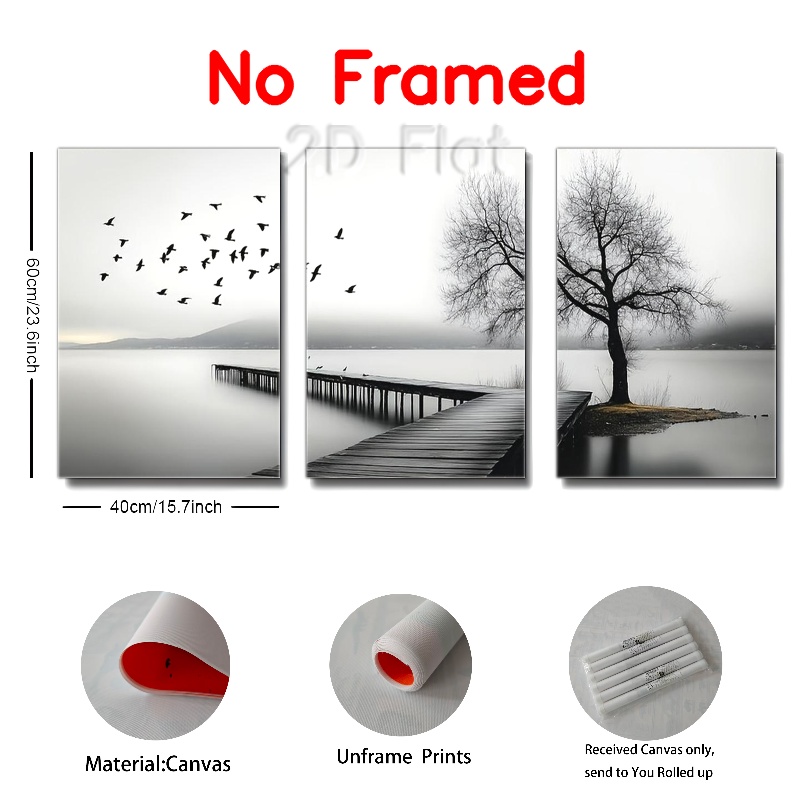 No Framed
2D Flat
60cm/23.6inch
40cm/15.7inch
Material:Canvas
Unframe Prints
Received Canvas only,
send to You Rolled up